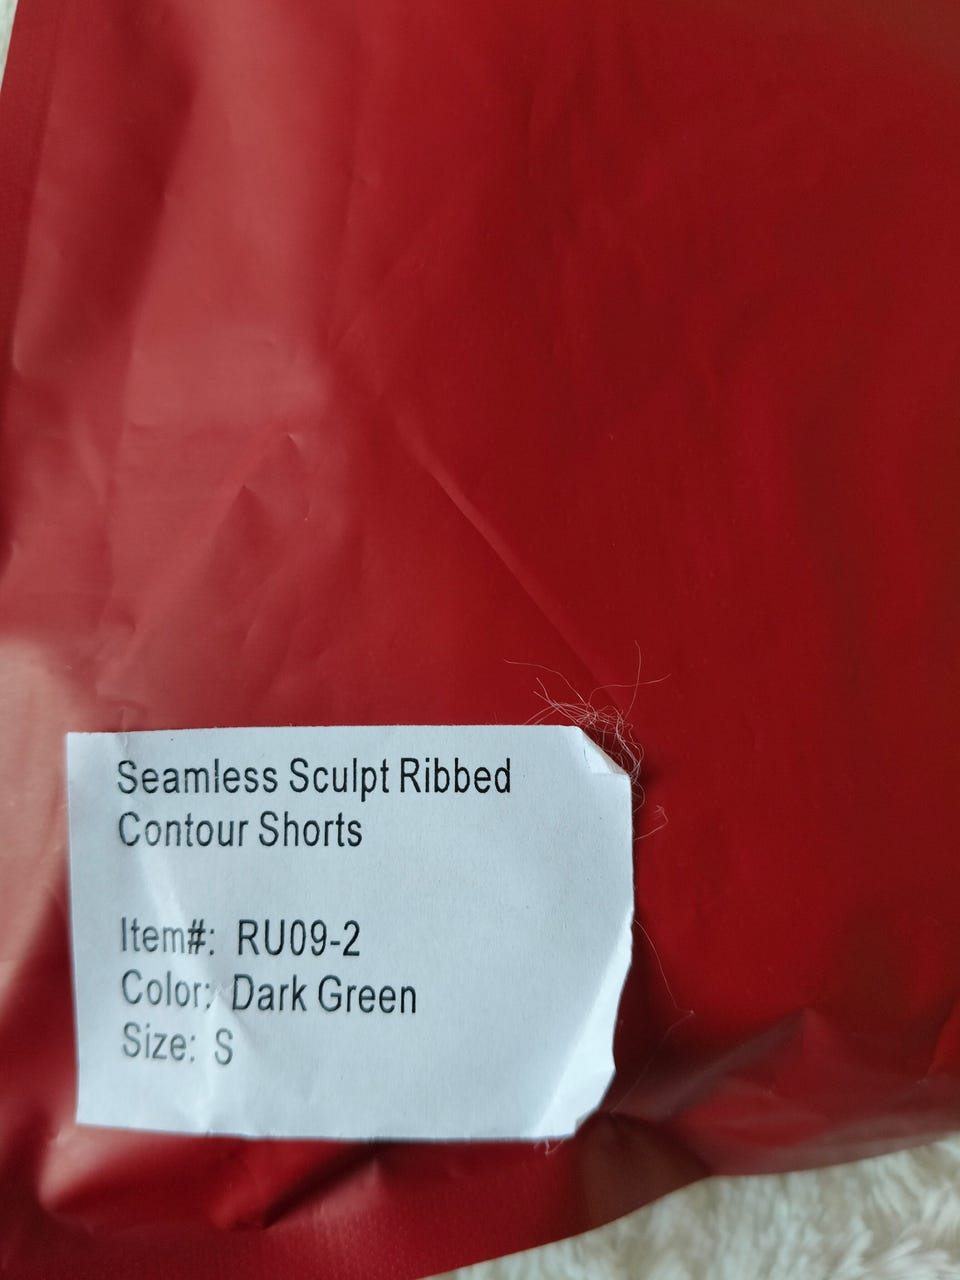 Seamless Sculpt Ribbed
Contour Shorts
Item#: RU09-2
Color: Dark Green
Size: S